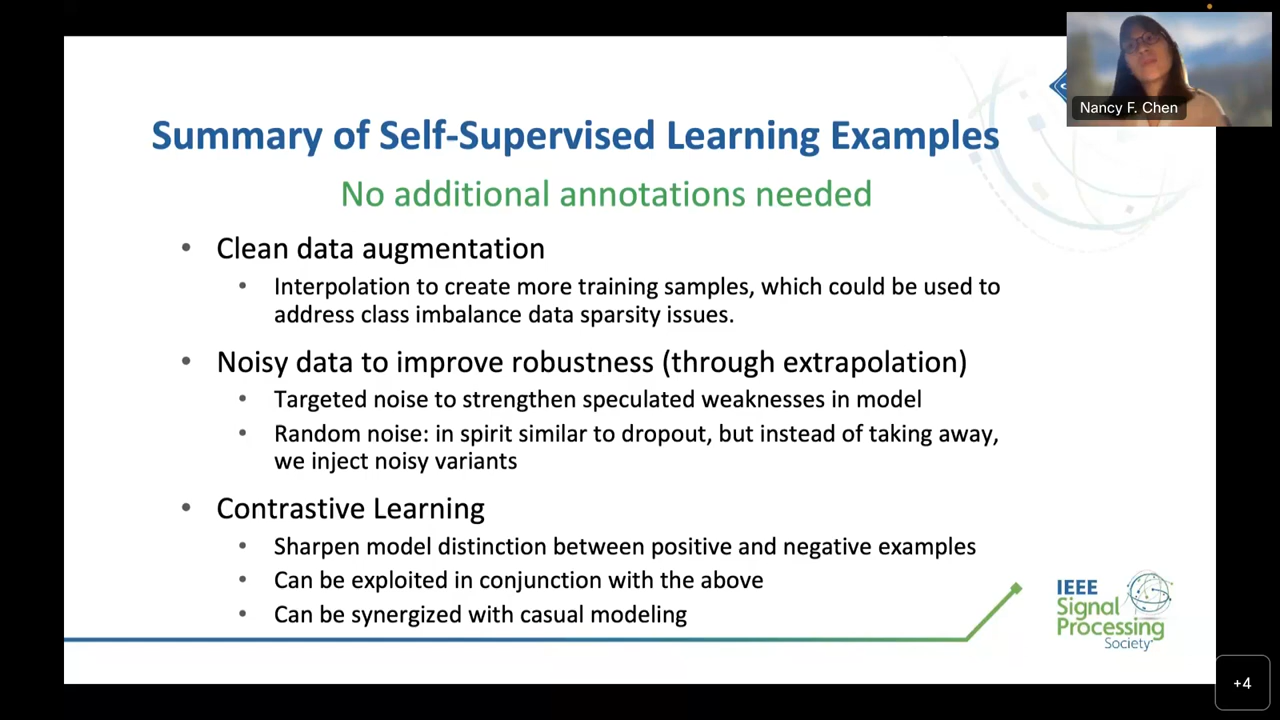 Nancy F. Chen
Summary of Self-Supervised Learning Examples
No additional annotations needed
• Clean data augmentation
• Interpolation to create more training samples, which could be used to
address class imbalance data sparsity issues.
• Noisy data to improve robustness (through extrapolation)
• Targeted noise to strengthen speculated weaknesses in model
• Random noise: in spirit similar to dropout, but instead of taking away,
we inject noisy variants
• Contrastive Learning
• Sharpen model distinction between positive and negative examples
• Can be exploited in conjunction with the above
• Can be synergized with casual modeling
IEEE
Signal
Processing
Society
+4